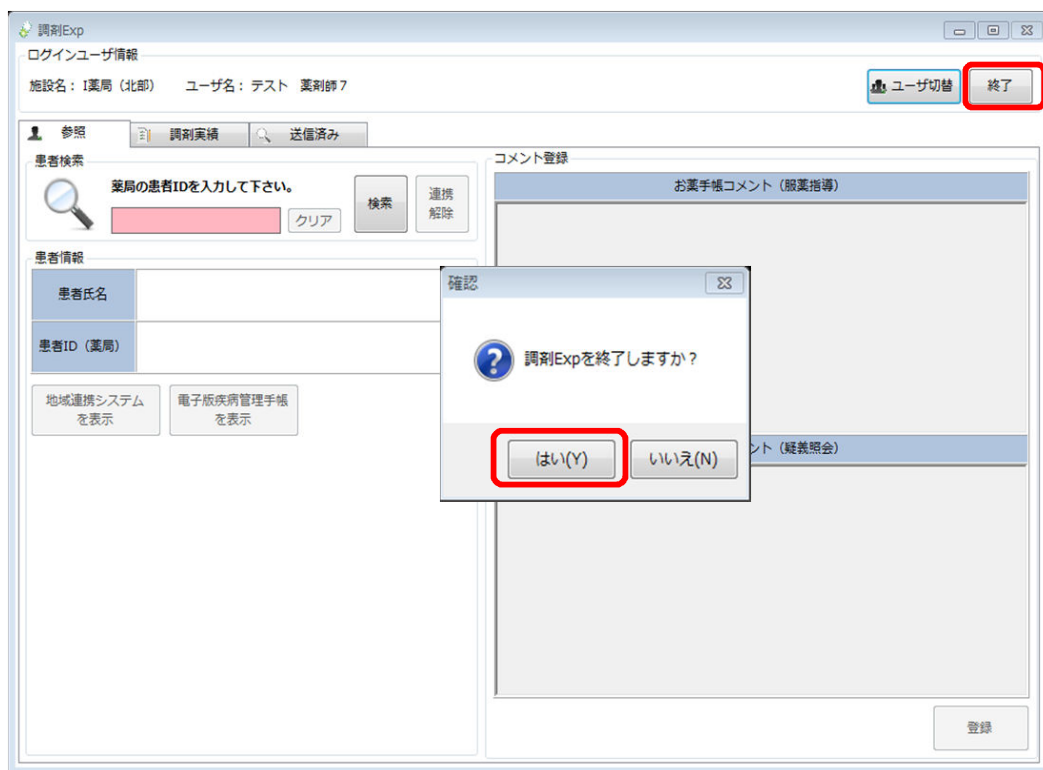 調剤Exp
ログインユーザ情報
施設名： I薬局（北部） ユーザ名： テスト 薬剤師７
ユーザ切替
終了
参照
調剤実績
送信済み
患者検索
薬局の患者IDを入力して下さい。
クリア
検索
連携
解除
患者情報
患者氏名
患者ID（薬局）
地域連携システム
を表示
電子版疾病管理手帳
を表示
コメント登録
お薬手帳コメント（服薬指導）
確認
調剤Expを終了しますか？
はい(Y)
いいえ(N)
ント（疑義照会）
登録